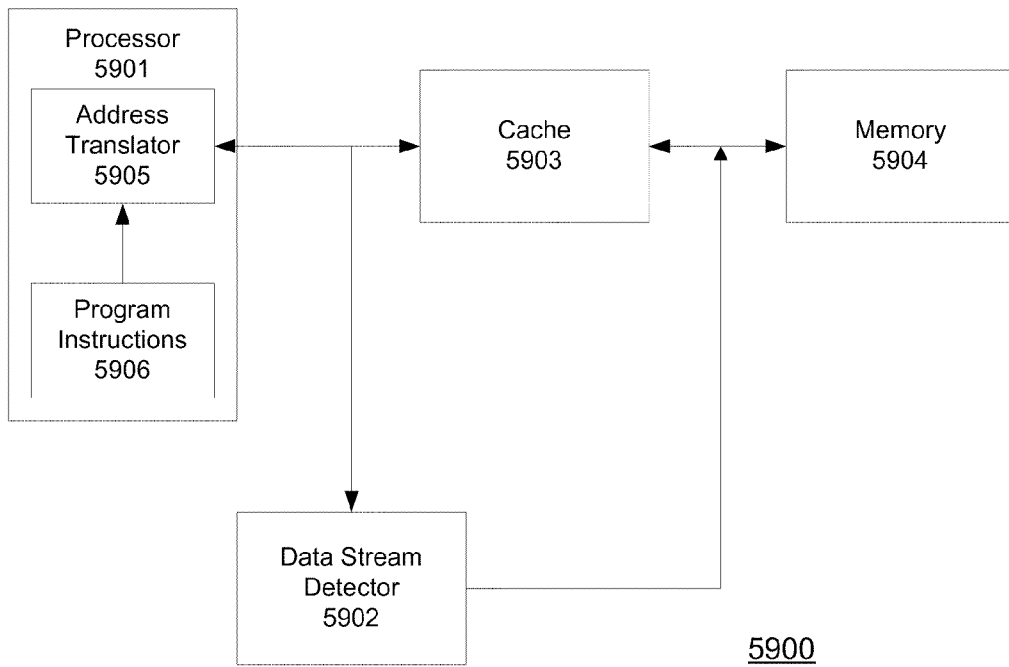 Processor
5901
Address
Translator
5905
Program
Instructions
5906
Cache
5903
Memory
5904
Data Stream
Detector
5902
5900